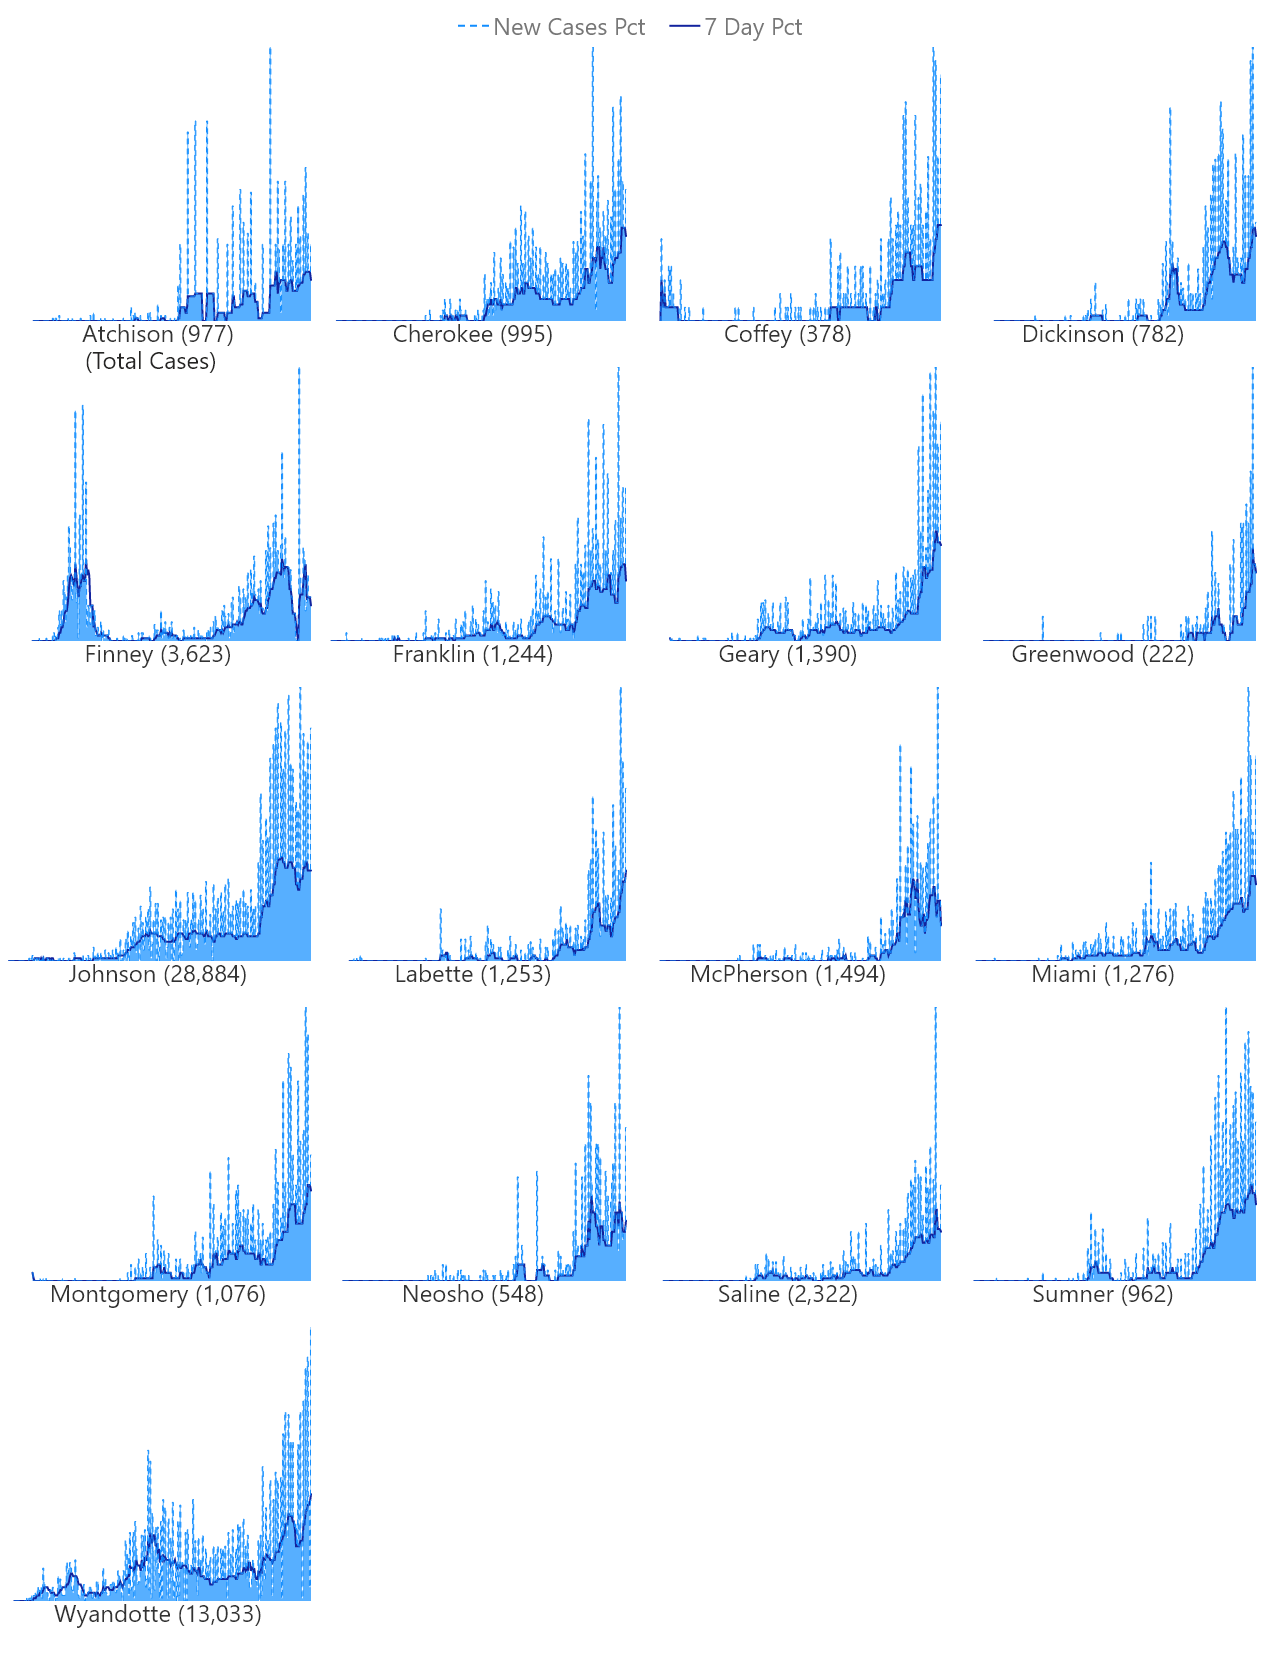 New Cases Pct 7 Day Pct
Atchison (977)
(Total Cases)
Cherokee (995)
Coffey (378)
Dickinson (782)
Finney (3,623)
Franklin (1,244)
Geary (1,390)
Greenwood (222)
Johnson (28,884)
Labette (1,253)
McPherson (1,494)
Miami (1,276)
Montgomery (1,076)
Neosho (548)
Saline (2,322)
Sumner (962)
Wyandotte (13,033)